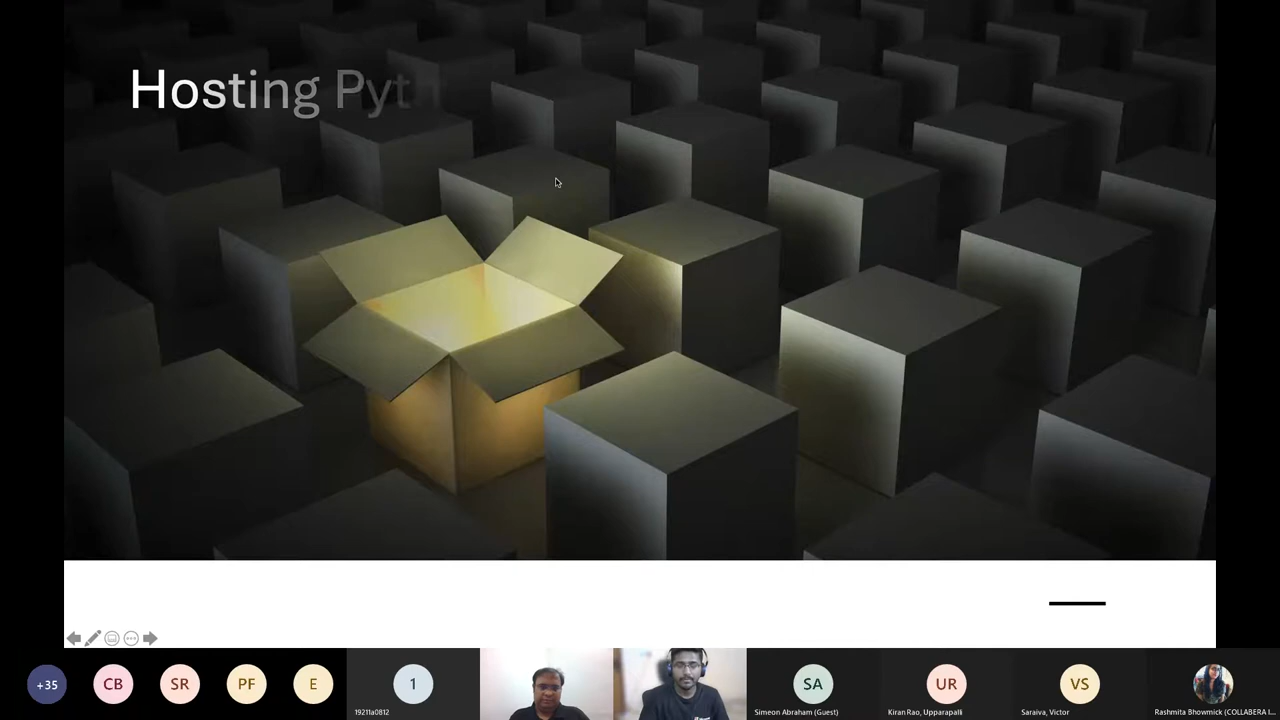 Hosting Pyth
+35
CB
SR
PF
E
1
19211a0812
SA
Simeon Abraham (Guest)
UR
Kiran Rao, Upparapalli
VS
Saraiva, Victor
Rashmita Bhowmick (COLLABERA I...